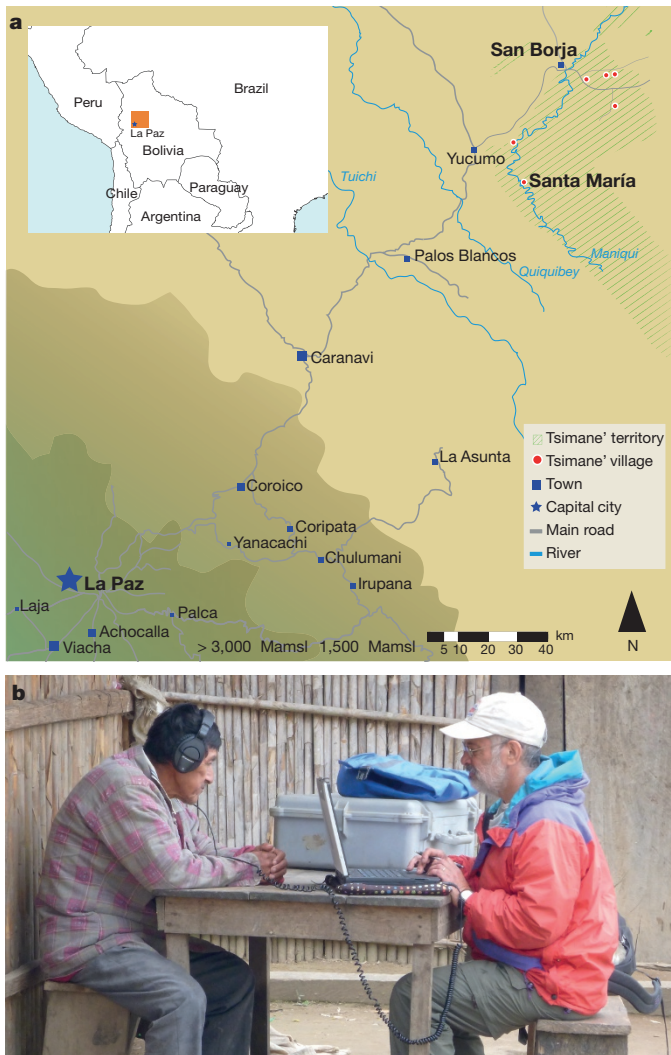 a
Peru
Brazil
La Paz
Bolivia
Chile
Paraguay
Argentina
San Borja
Yucumo
Tuichi
Santa María
Palos Blancos
Quiquibey
Maniqui
Caranavi
La Asunta
Coroico
Coripata
Yanacachi
Chulumani
Irupana
La Paz
Laja
Palca
Achocalla
Viacha
> 3,000 Mamsl 1,500 Mamsl
Tsimane’ territory
Tsimane’ village
Town
Capital city
Main road
River
km
5 10 20 30 40
N
b